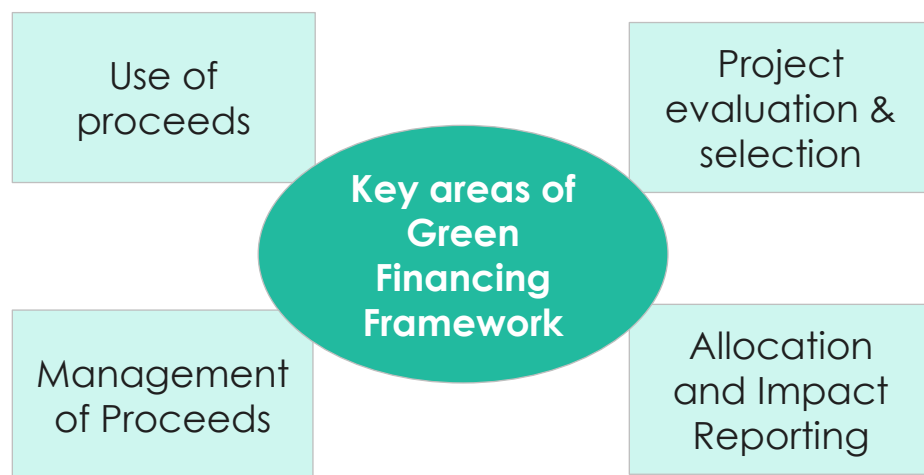 Use of
proceeds
Project
evaluation &
selection
Key areas of
Green
Financing
Framework
Management
of Proceeds
Allocation
and Impact
Reporting